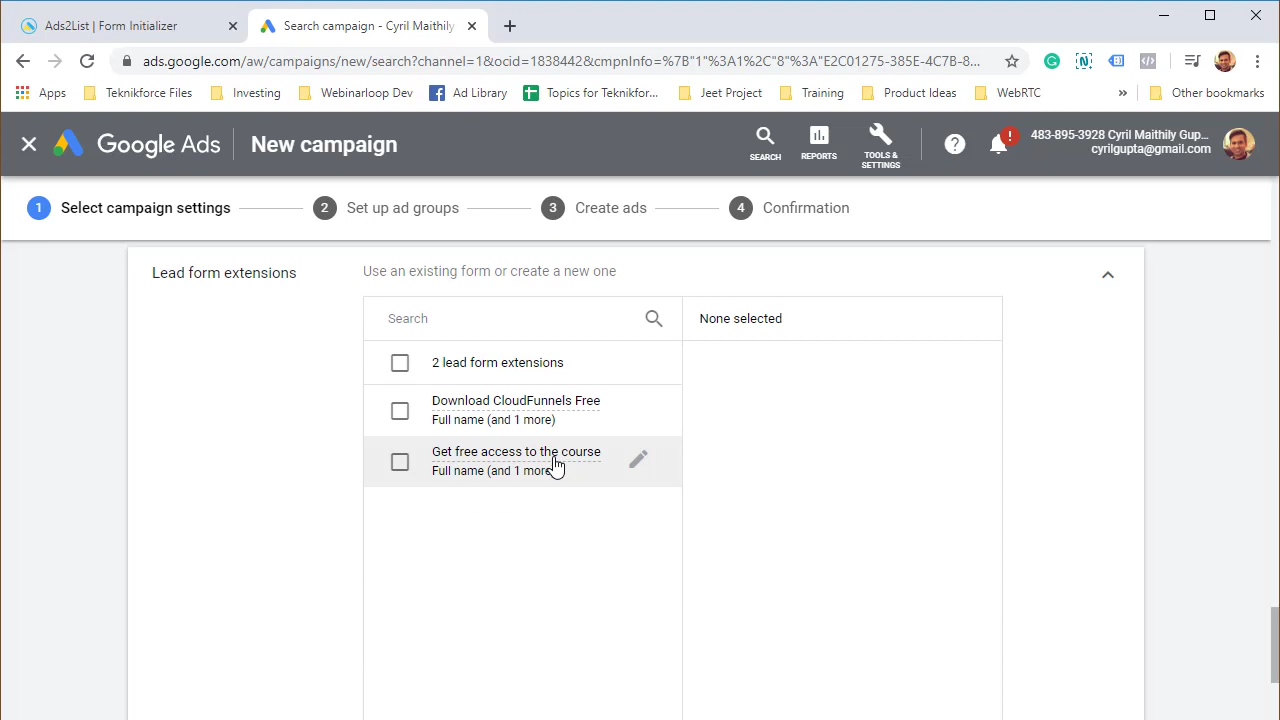 Ads2List | Form Initializer
Search campaign - Cyril Maithily
ads.google.com/aw/campaigns/new/search?channel=1&ocid=1838442&cmpnInfo=%7B"1"%3A1%2C"8"%3A"E2C01275-385E-4C7B3...
Apps
Teknikforce Files
Investing
Webinarloop Dev
Ad Library
Topics for Teknikfor...
Jeet Project
Training
Product Ideas
WebRTC
»
Other bookmarks
Google Ads
New campaign
SEARCH
REPORTS
TOOLS &
SETTINGS
483-895-3928 Cyril Maithily Gup...
cyrilgupta@gmail.com
1 Select campaign settings
2 Set up ad groups
3 Create ads
4 Confirmation
Lead form extensions
Use an existing form or create a new one
Search
None selected
2 lead form extensions
Download CloudFunnels Free
Full name (and 1 more)
Get free access to the course
Full name (and 1 more